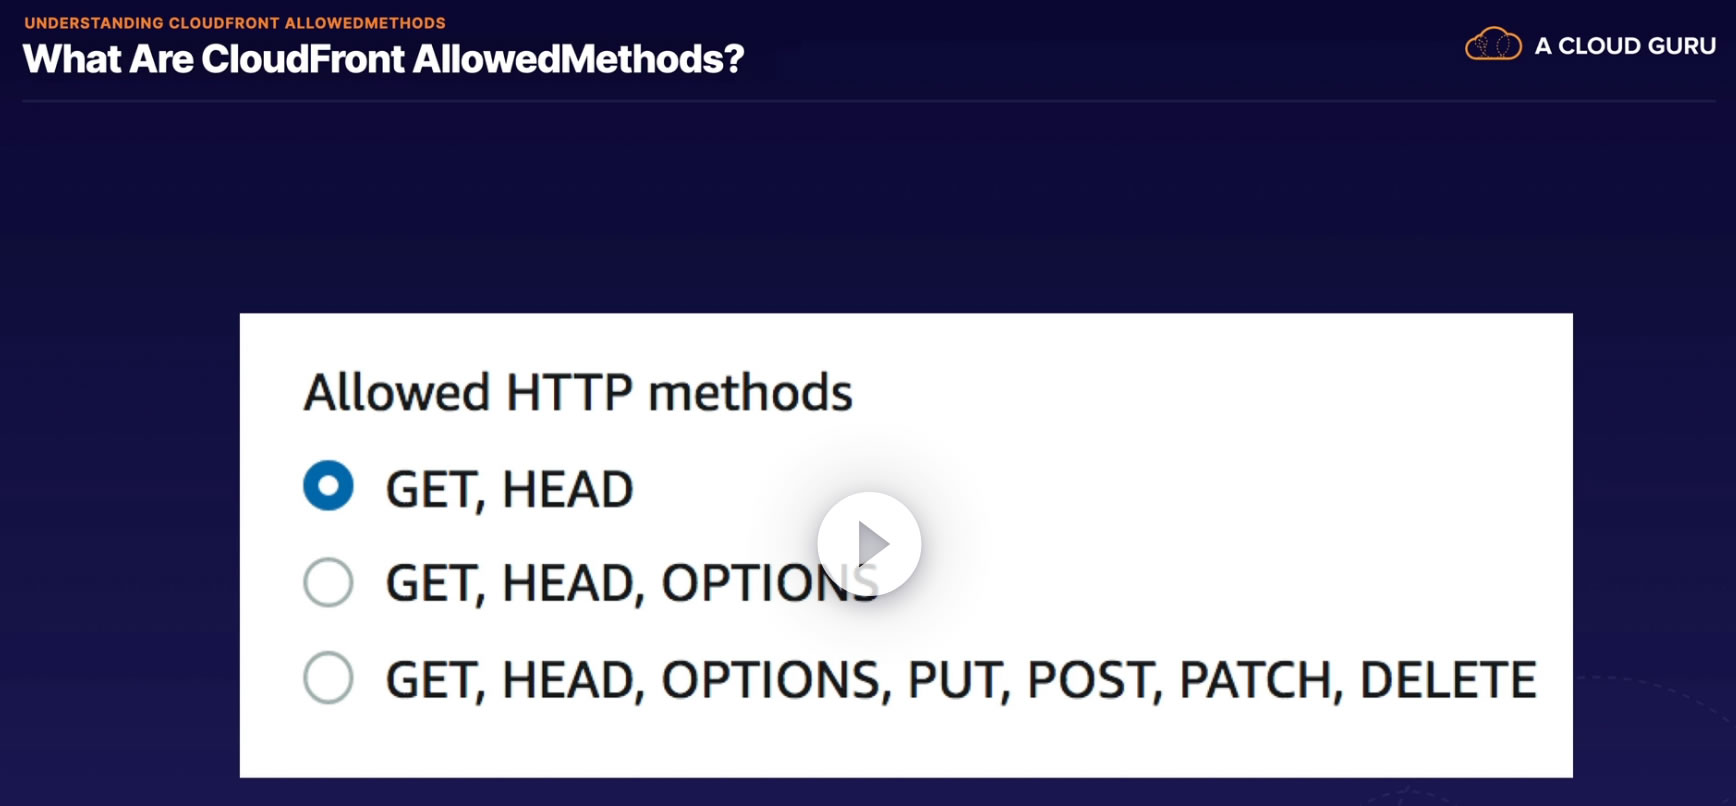 UNDERSTANDING CLOUDFRONT ALLOWEDMETHODS
What Are CloudFront AllowedMethods?
A CLOUD GURU
Allowed HTTP methods
GET, HEAD
GET, HEAD, OPTIONS
GET, HEAD, OPTIONS, PUT, POST, PATCH, DELETE